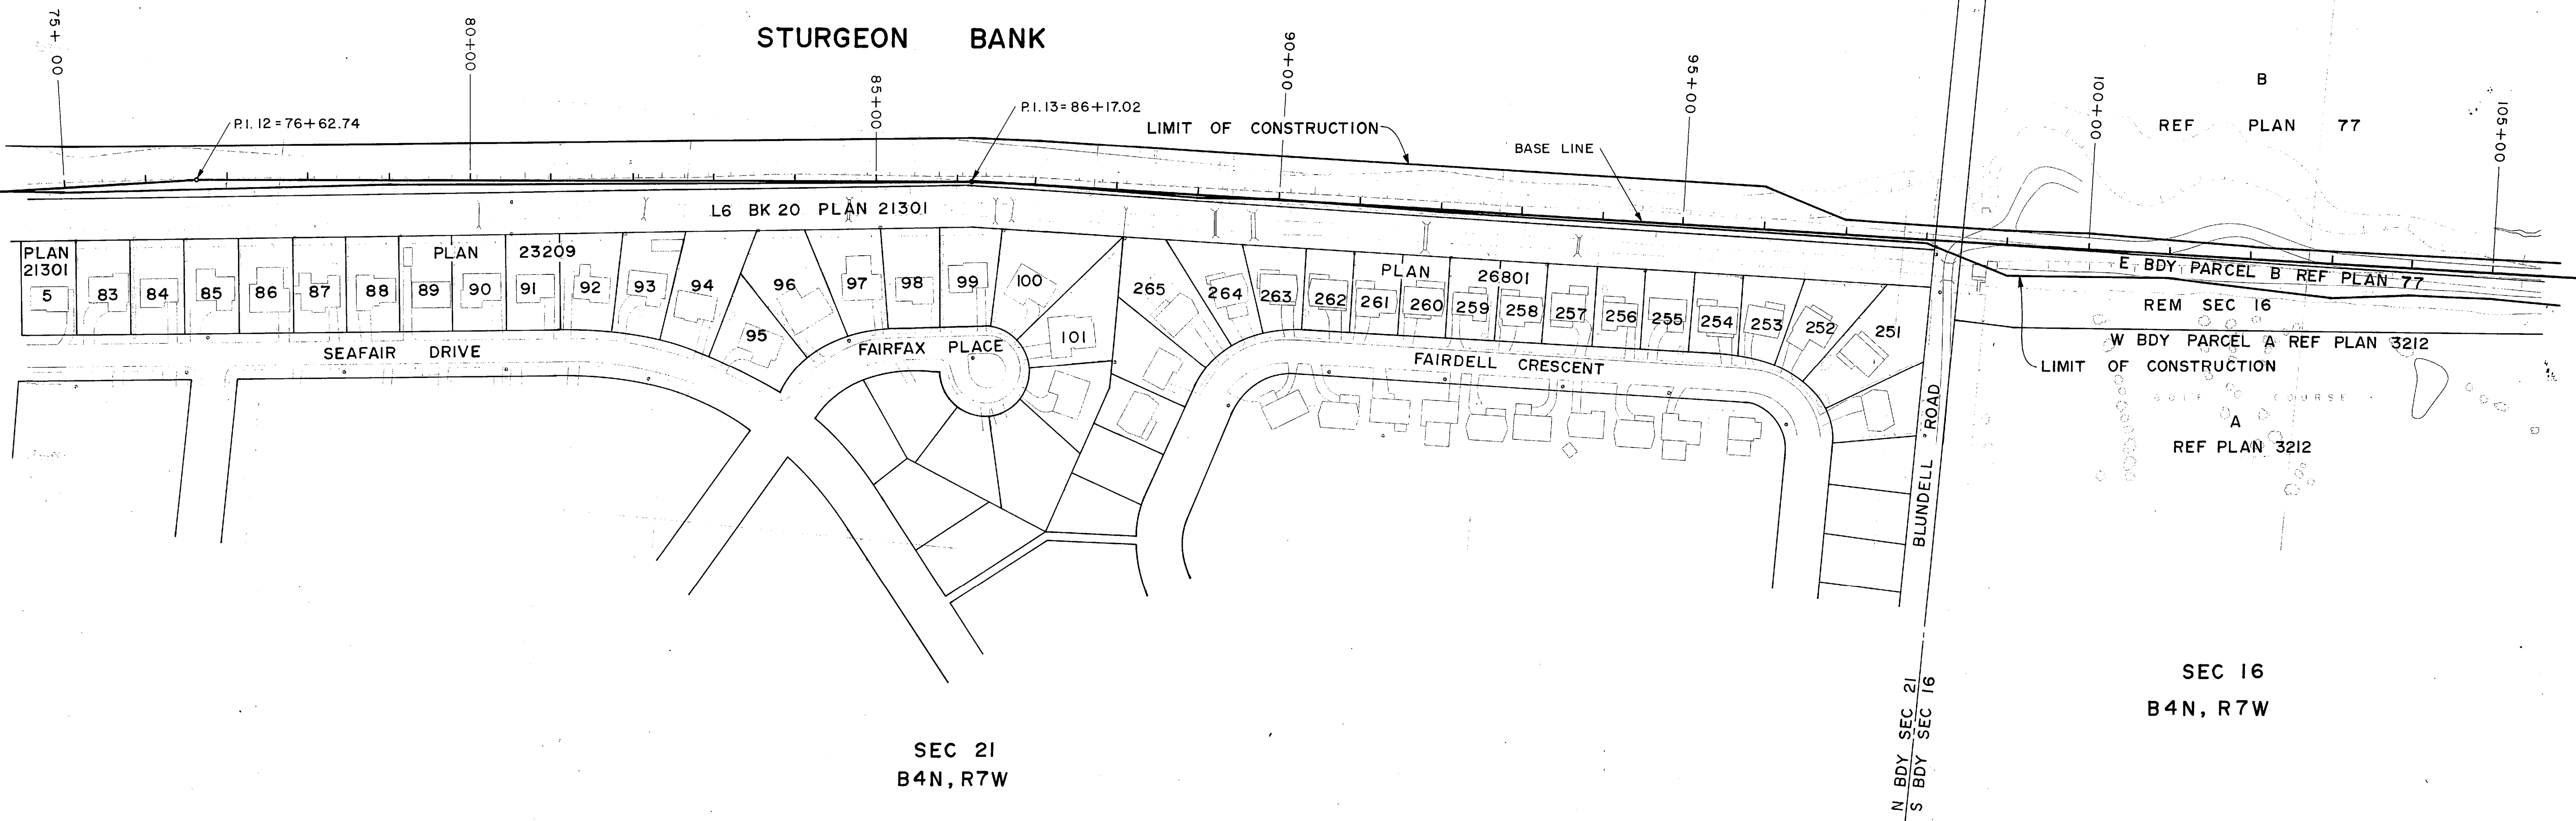 STURGEON BANK
75+00
80+00
85+00
90+00
95+00
100+00
105+00
P.I. 12 = 76+62.74
P.I. 13 = 86+17.02
LIMIT OF CONSTRUCTION
BASE LINE
B
REF PLAN 77
L6 BK 20 PLAN 21301
PLAN
21301
PLAN 23209
PLAN 26801
E BDY PARCEL B REF PLAN 77
REM SEC 16
W BDY PARCEL A REF PLAN 3212
LIMIT OF CONSTRUCTION
5
83
84
85
86
87
88
89
90
91
92
93
94
95
96
97
98
99
100
101
265
264
263
262
261
260
259
258
257
256
255
254
253
252
251
SEAFAIR DRIVE
FAIRFAX PLACE
FAIRDELL CRESCENT
BLUNDELL ROAD
GOLF COURSE
A
REF PLAN 3212
SEC 21
B4N, R7W
N BDY SEC 21
S BDY SEC 16
SEC 16
B4N, R7W